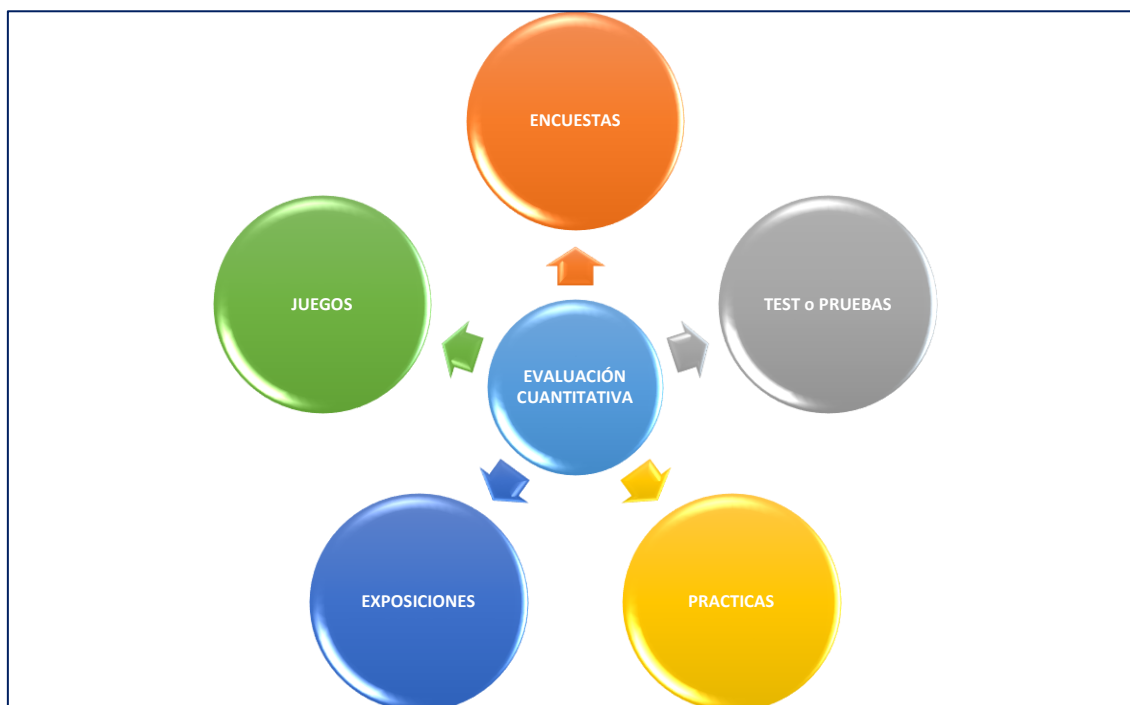 ENCUESTAS
JUEGOS
TEST o PRUEBAS
EVALUACIÓN
CUANTITATIVA
EXPOSICIONES
PRACTICAS